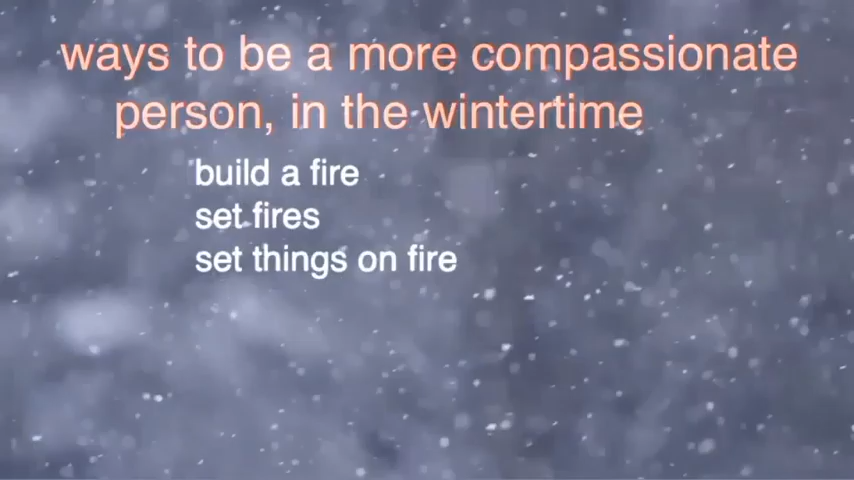 ways to be a more compassionate
person, in the wintertime
build a fire
set fires
set things on fire